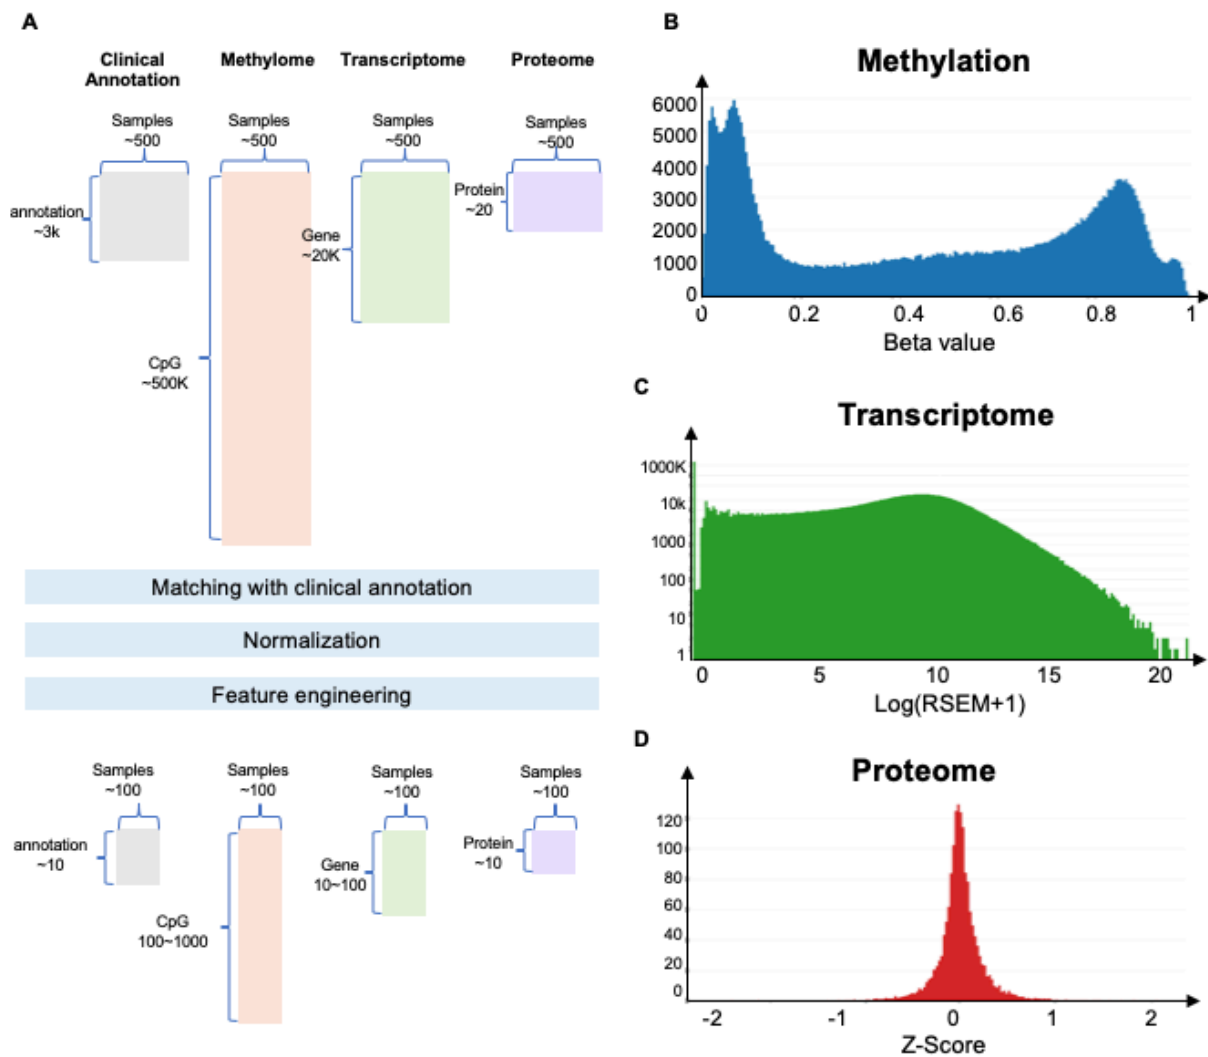 A
Clinical
Annotation
Methylome
Transcriptome
Proteome
Samples
~500
Samples
~500
Samples
~500
Samples
~500
annotation
~3k
CpG
~500K
Gene
~20K
Protein
~20
Matching with clinical annotation
Normalization
Feature engineering
Samples
~100
Samples
~100
Samples
~100
Samples
~100
annotation
~10
CpG
100~1000
Gene
10~100
Protein
~10
B
Methylation
6000
5000
4000
3000
2000
1000
0
0 0.2 0.4 0.6 0.8 1
Beta value
C
Transcriptome
1000K
10k
1000
100
10
1
0 5 10 15 20
Log(RSEM+1)
D
Proteome
120
100
80
60
40
20
0
-2 -1 0 1 2
Z-Score